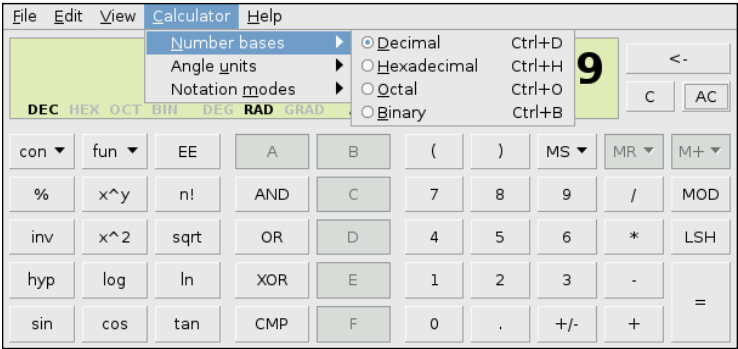 File Edit View Calculator Help
Number bases
Angle units
Notation modes
Decimal Ctrl+D
Hexadecimal Ctrl+H
Octal Ctrl+O
Binary Ctrl+B
9
<-
C AC
DEC HEX OCT BIN DEG RAD GRAD
con fun EE A B ( ) MS MR M+
% x^y n! AND C 7 8 9 / MOD
inv x^2 sqrt OR D 4 5 6 * LSH
hyp log ln XOR E 1 2 3 -
=
sin cos tan CMP F 0 . +/- +